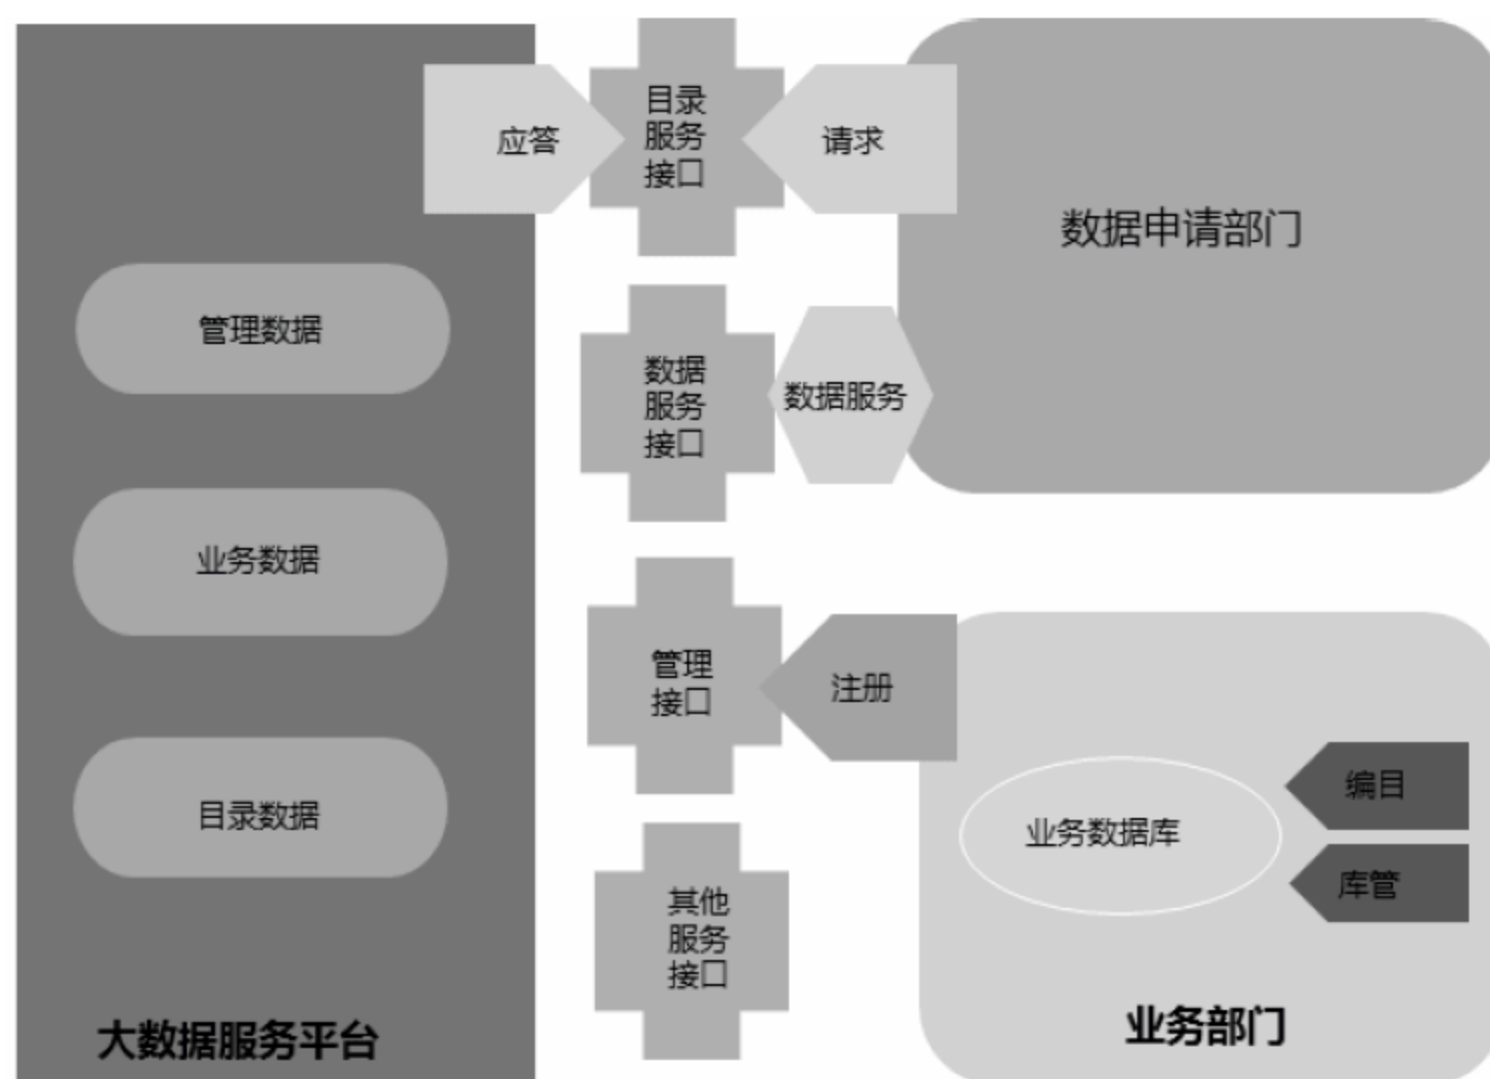 应答
目录
服务
接口
请求
数据申请部门
管理数据
数据
服务
接口
数据服务
业务数据
管理
接口
注册
目录数据
业务数据库
编目
库管
其他
服务
接口
大数据服务平台
业务部门